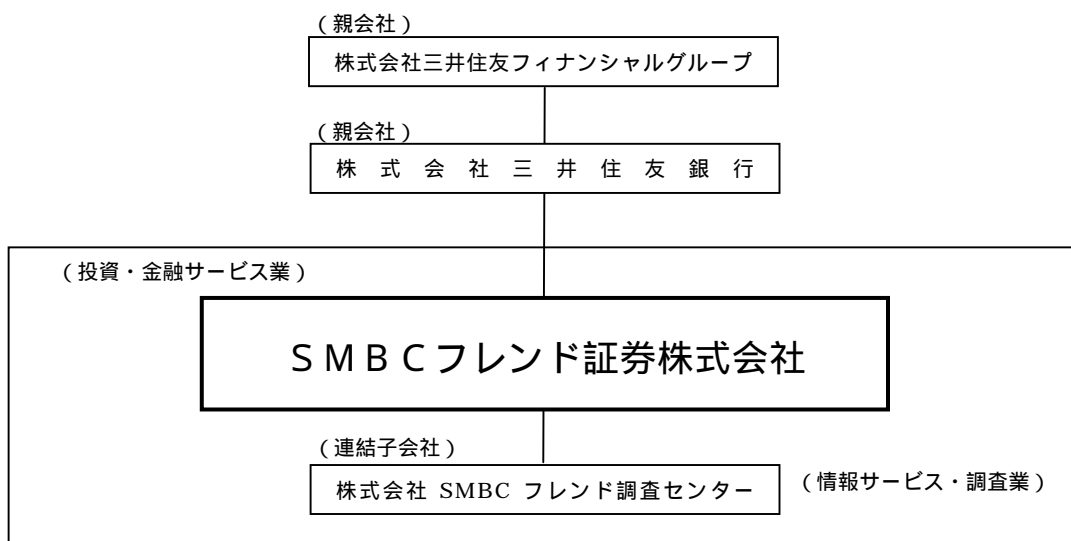 （親会社）
株式会社三井住友フィナンシャルグループ
（親会社）
株式会社三井住友銀行
（投資・金融サービス業）
ＳＭＢＣフレンド証券株式会社
（連結子会社）
株式会社 SMBC フレンド調査センター
（情報サービス・調査業）